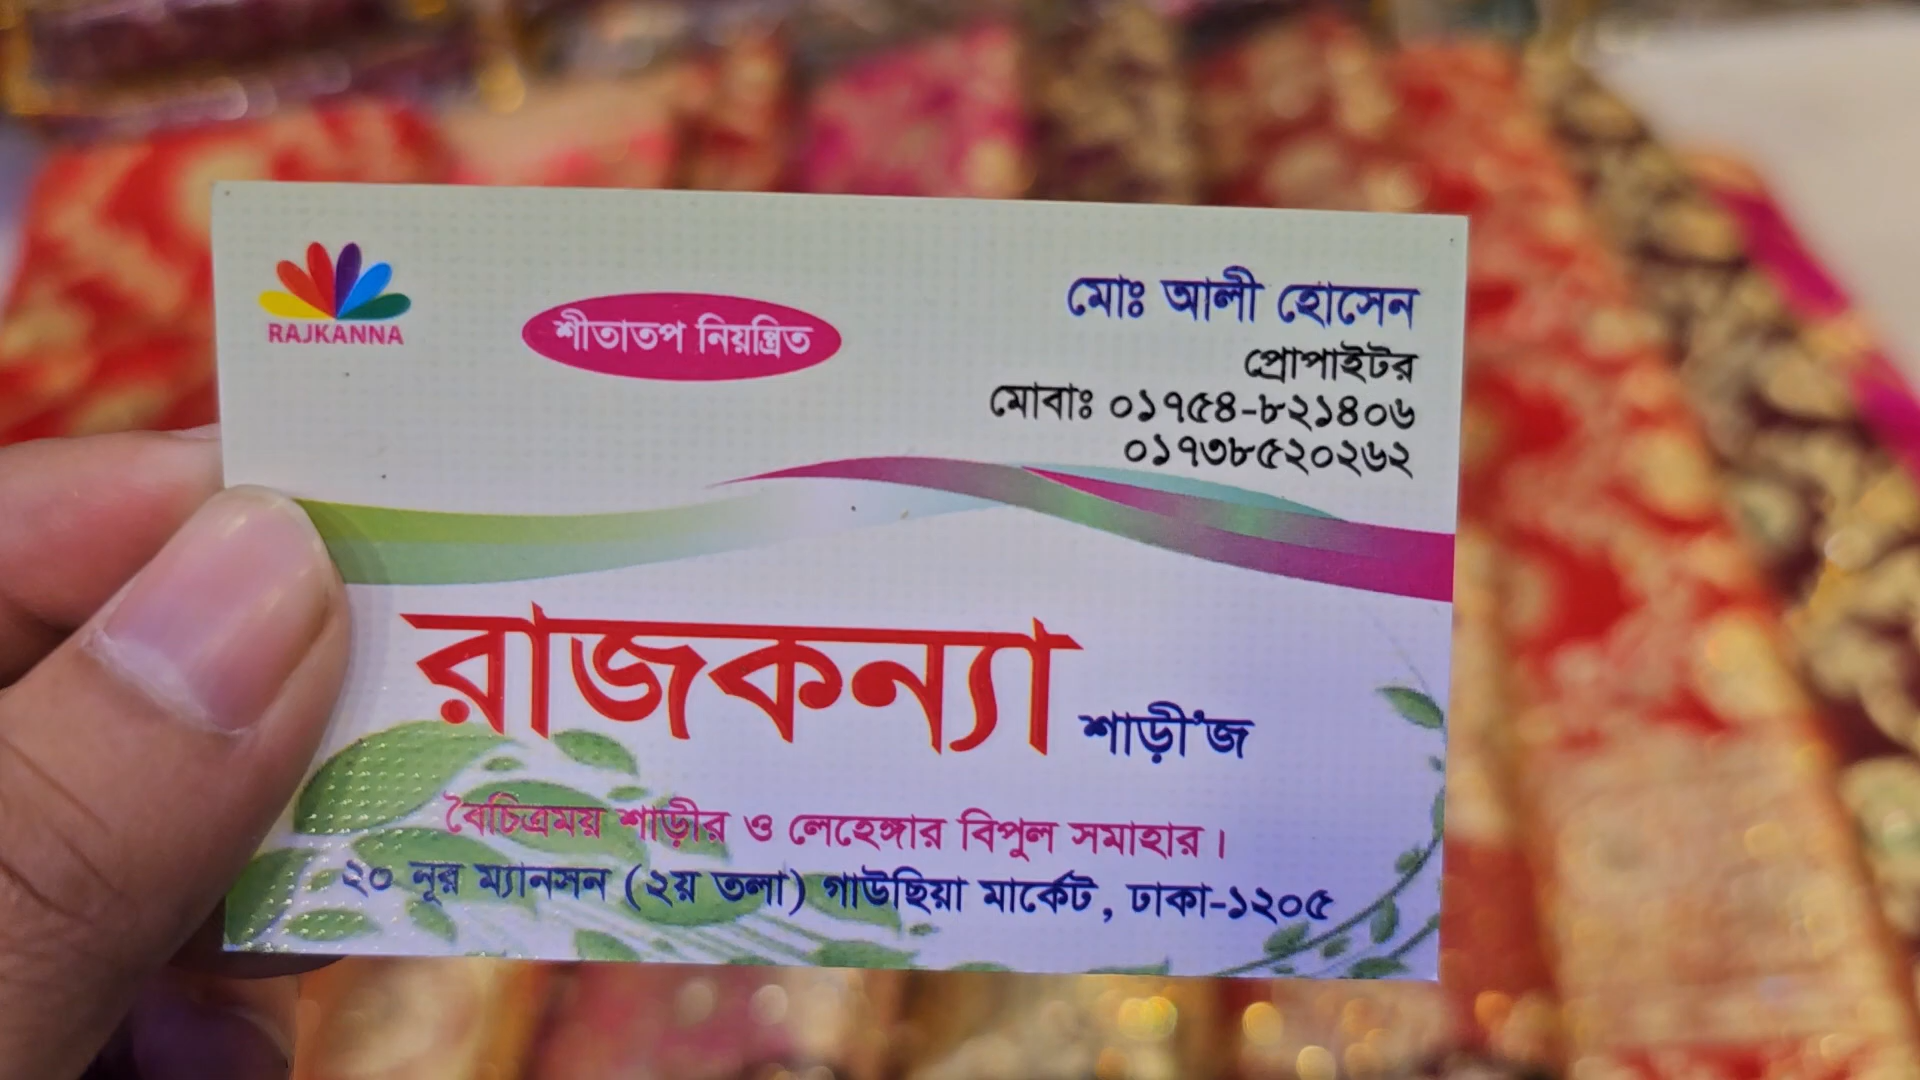 RAJKANNA
শীতাতপ নিয়ন্ত্রিত
মোঃ আলী হোসেন
প্রোপাইটর
মোবাঃ ০১৭৫৪-৮২১৪০৬
০১৭৩৮৫২০২৬২
রাজকন্যা শাড়ী'জ
বৈচিত্রময় শাড়ীর ও লেহেঙ্গার বিপুল সমাহার।
২০ নূর ম্যানসন (২য় তলা) গাউছিয়া মার্কেট, ঢাকা-১২০৫